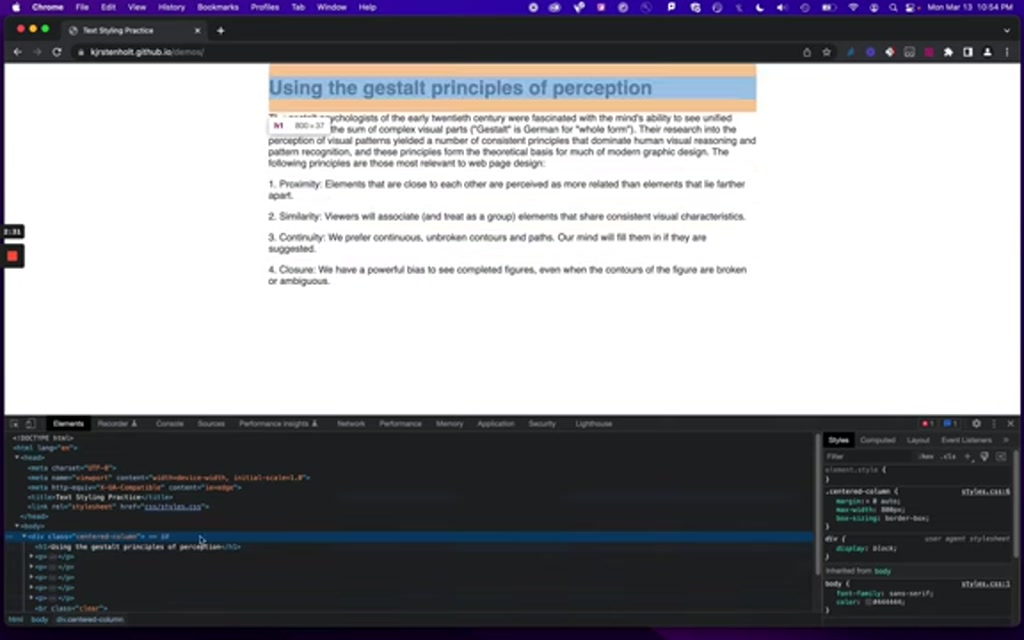 Chrome File Edit View History Bookmarks Profiles Tab Window Help Mon Mar 13 10:54 PM
Text Styling Practice
kjrstenholt.github.io/demos/
Using the gestalt principles of perception
h1 800 × 37
psychologists of the early twentieth century were fascinated with the mind's ability to see unified
the sum of complex visual parts ("Gestalt" is German for "whole form"). Their research into the
perception of visual patterns yielded a number of consistent principles that dominate human visual reasoning and
pattern recognition, and these principles form the theoretical basis for much of modern graphic design. The
following principles are those most relevant to web page design:
1. Proximity: Elements that are close to each other are perceived as more related than elements that lie farther
apart.
2. Similarity: Viewers will associate (and treat as a group) elements that share consistent visual characteristics.
3. Continuity: We prefer continuous, unbroken contours and paths. Our mind will fill them in if they are
suggested.
4. Closure: We have a powerful bias to see completed figures, even when the contours of the figure are broken
or ambiguous.
2:31
Elements Recorder Console Sources Performance insights Network Performance Memory Application Security Lighthouse 1 1
<!DOCTYPE html>
<html lang="en">
<head>
<meta charset="UTF-8">
<meta name="viewport" content="width=device-width, initial-scale=1.0">
<meta http-equiv="X-UA-Compatible" content="ie=edge">
<title>Text Styling Practice</title>
<link rel="stylesheet" href="css/styles.css">
</head>
<body>
<div class="centered-column"> == $0
<h1>Using the gestalt principles of perception</h1>
<p>…</p>
<p>…</p>
<p>…</p>
<p>…</p>
<p>…</p>
<br class="clear">
html body div.centered-column
Styles Computed Layout Event Listeners »
Filter :hov .cls +
element.style {
}
.centered-column { styles.css:6
margin: 0 auto;
max-width: 800px;
box-sizing: border-box;
}
div { user agent stylesheet
display: block;
}
Inherited from body
body { styles.css:1
font-family: sans-serif;
color: #444444;
}